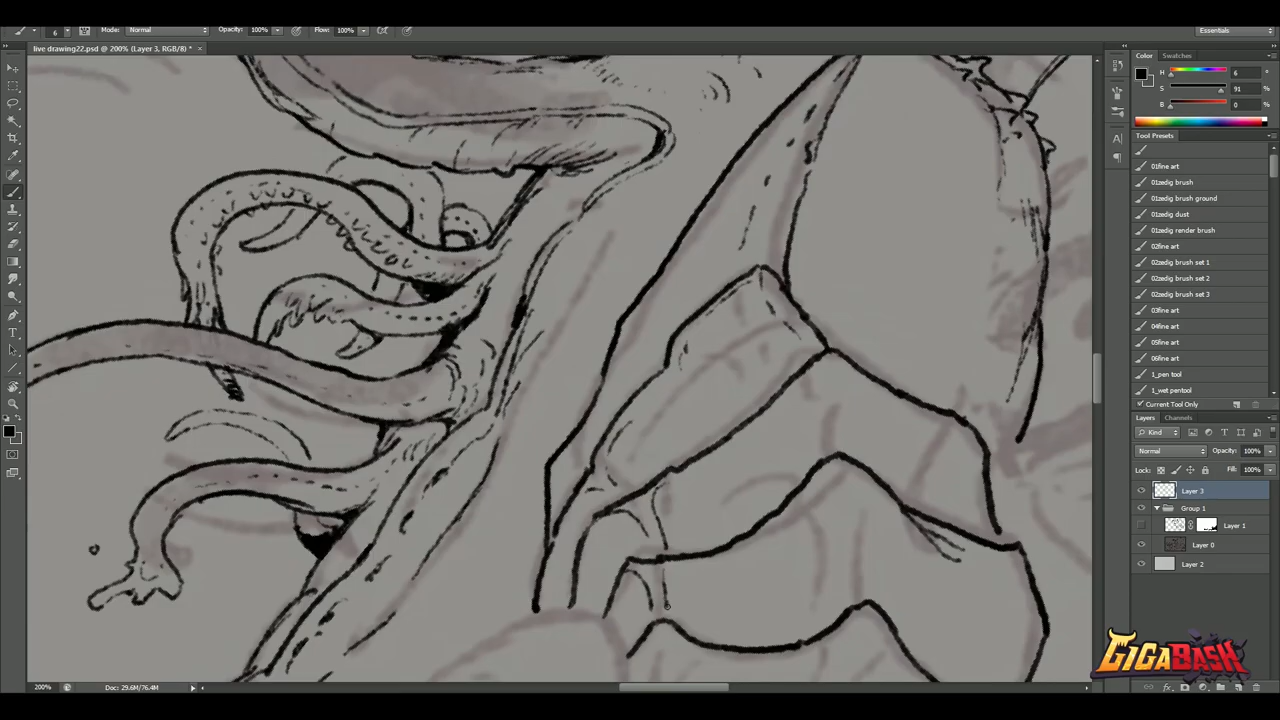 6 Mode: Normal Opacity: 100% Flow: 100% Essentials
live drawing22.psd @ 200% (Layer 3, RGB/8) * ×
Color Swatches
H 6 °
S 91 %
B 0 %
Tool Presets
01fine art
01zedig brush
01zedig brush ground
01zedig dust
01zedig render brush
02fine art
02zedig brush set 1
02zedig brush set 2
02zedig brush set 3
03fine art
04fine art
05fine art
06fine art
1_pen tool
1_wet pentool
Current Tool Only
Layers Channels
Kind
Normal Opacity: 100%
Lock: Fill: 100%
Layer 3
Group 1
Layer 1
Layer 0
Layer 2
GIGABASH
200% Doc: 29.6M/76.4M